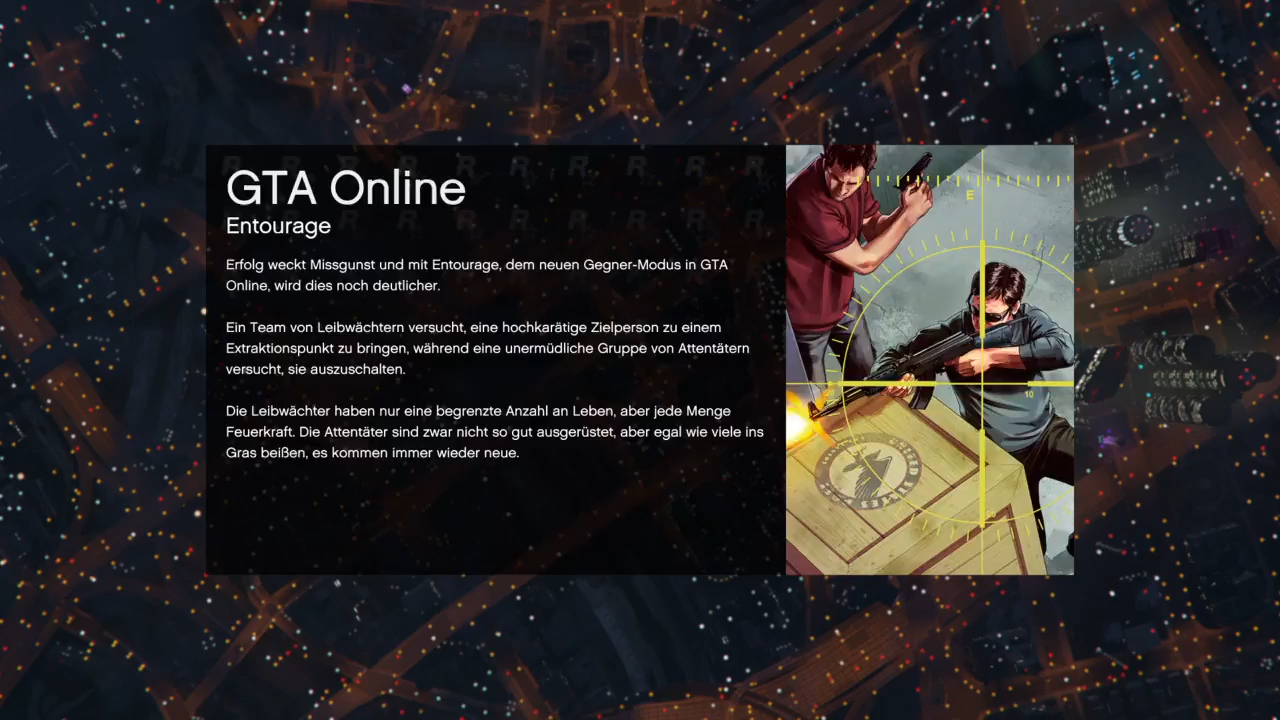 GTA Online
Entourage
Erfolg weckt Missgunst und mit Entourage, dem neuen Gegner-Modus in GTA
Online, wird dies noch deutlicher.
Ein Team von Leibwächtern versucht, eine hochkarätige Zielperson zu einem
Extraktionspunkt zu bringen, während eine unermüdliche Gruppe von Attentätern
versucht, sie auszuschalten.
Die Leibwächter haben nur eine begrenzte Anzahl an Leben, aber jede Menge
Feuerkraft. Die Attentäter sind zwar nicht so gut ausgerüstet, aber egal wie viele ins
Gras beißen, es kommen immer wieder neue.
E
10